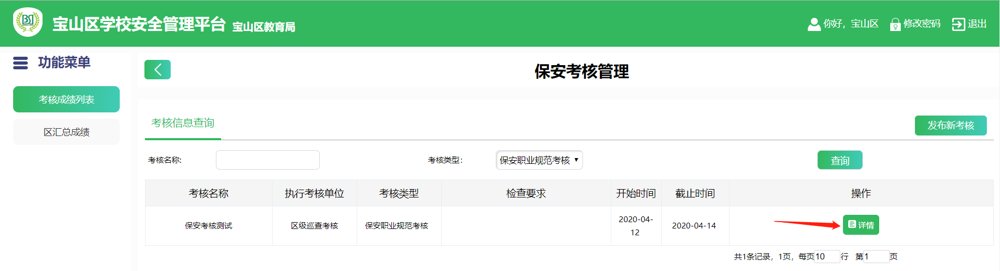 宝山区学校安全管理平台 宝山区教育局
你好，宝山区 修改密码 退出
功能菜单
保安考核管理
考核成绩列表
区汇总成绩
考核信息查询
发布新考核
考核名称: 考核类型: 保安职业规范考核 查询
考核名称 执行考核单位 考核类型 检查要求 开始时间 截止时间 操作
保安考核测试 区级巡查考核 保安职业规范考核 2020-04-12 2020-04-14 详情
共1条记录，1页，每页10行 第1页